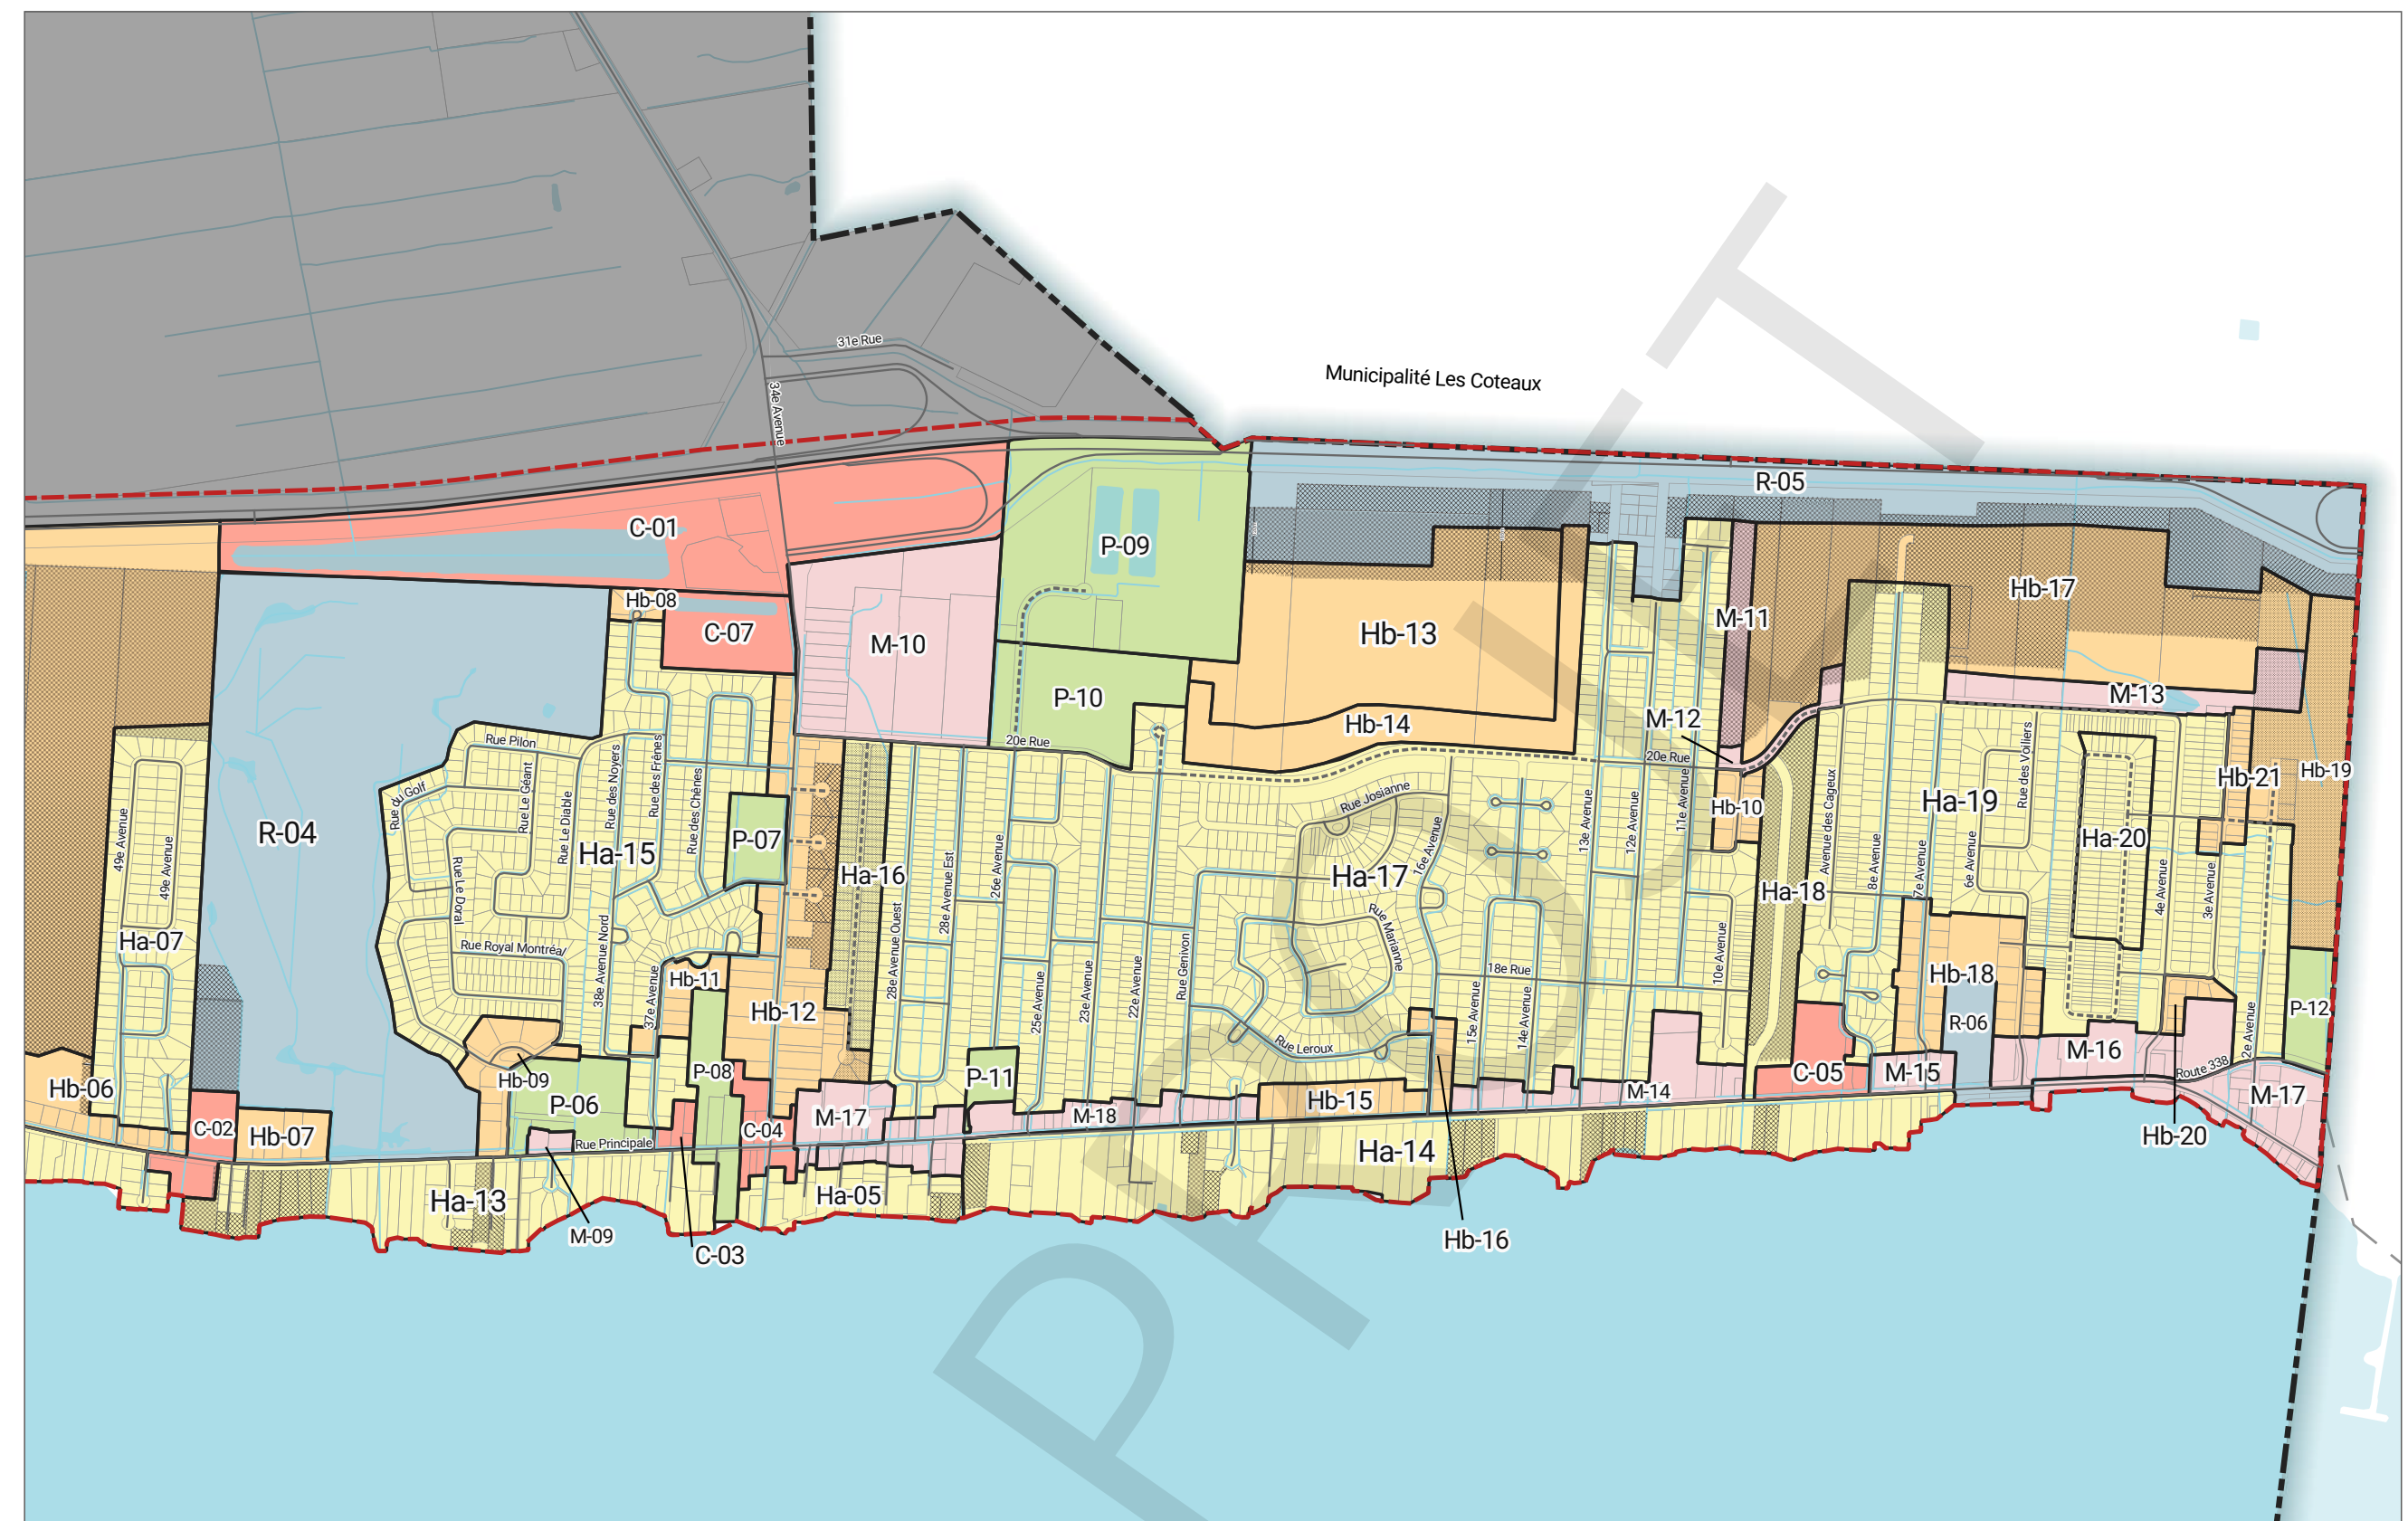 31e Rue
34e Avenue
Municipalité Les Coteaux
R-05
C-01
P-09
Hb-08
C-07
M-10
Hb-13
M-11
Hb-17
P-10
Hb-14
M-12
M-13
Rue Pilon
20e Rue
20e Rue
Rue du Golf
Rue Le Géant
Rue Le Diable
Rue des Noyers
Rue des Frênes
Rue des Chênes
Rue Josianne
Rue des Voiliers
Hb-21
Hb-19
Hb-10
Ha-19
49e Avenue
49e Avenue
R-04
Ha-15
P-07
Ha-16
28e Avenue Est
26e Avenue
Ha-17
16e Avenue
13e Avenue
12e Avenue
11e Avenue
Avenue des Cageux
8e Avenue
7e Avenue
6e Avenue
Ha-20
4e Avenue
3e Avenue
Ha-18
Rue Le Doral
Ha-07
Rue Royal Montréal
38e Avenue Nord
37e Avenue
Hb-11
Hb-12
28e Avenue Ouest
25e Avenue
23e Avenue
22e Avenue
Rue Genivon
Rue Marianne
18e Rue
15e Avenue
14e Avenue
10e Avenue
Hb-18
R-06
P-12
2e Avenue
Rue Leroux
Hb-06
Hb-09
P-06
P-08
P-11
Hb-15
M-14
C-05
M-15
M-16
Route 338
M-17
C-02
Hb-07
Rue Principale
C-04
M-17
M-18
Ha-14
Hb-20
Ha-13
M-09
C-03
Ha-05
Hb-16
PROJET